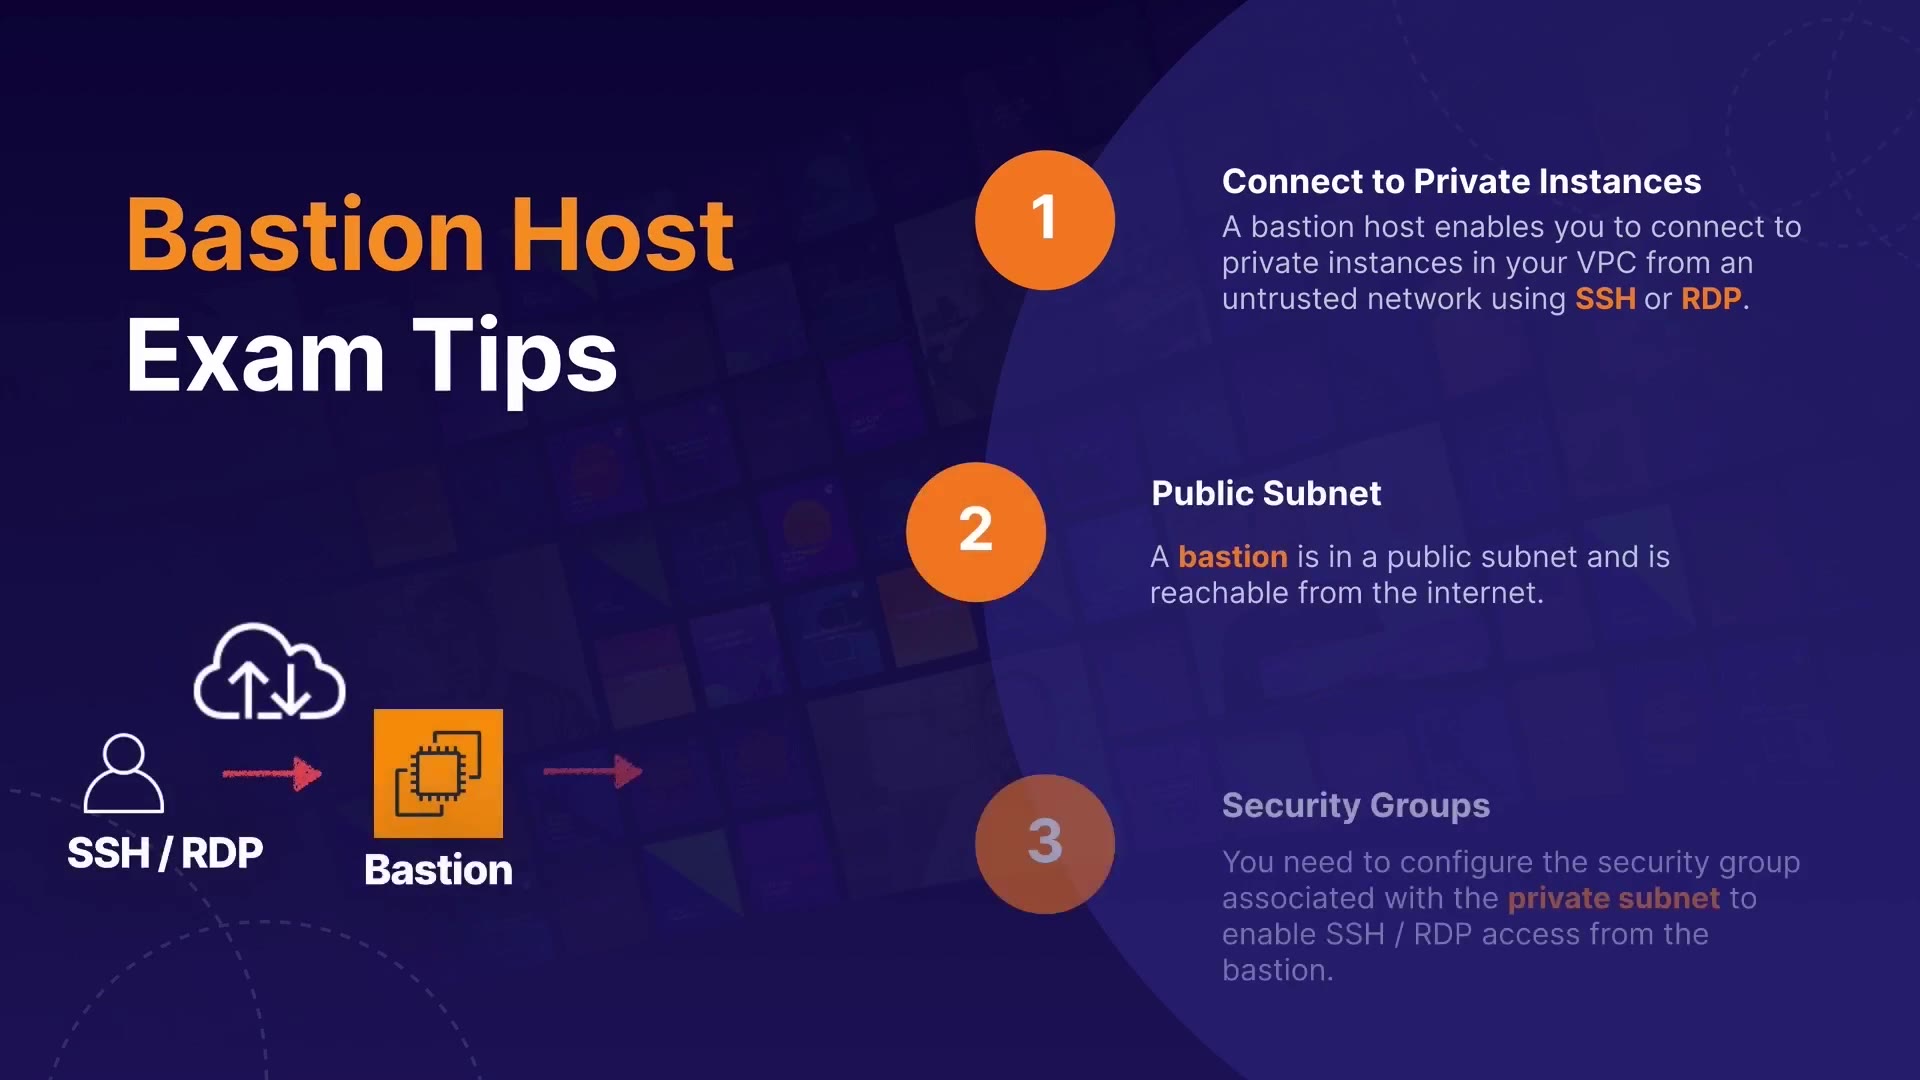 Bastion Host
Exam Tips
1
Connect to Private Instances
A bastion host enables you to connect to
private instances in your VPC from an
untrusted network using SSH or RDP.
2
Public Subnet
A bastion is in a public subnet and is
reachable from the internet.
3
Security Groups
You need to configure the security group
associated with the private subnet to
enable SSH / RDP access from the
bastion.
SSH / RDP
Bastion